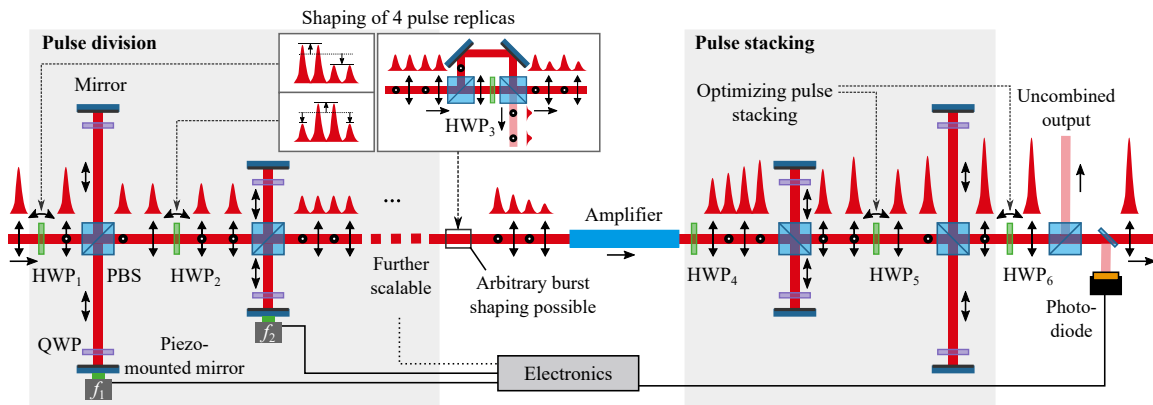 Shaping of 4 pulse replicas
Pulse division
Pulse stacking
Mirror
HWP3
Optimizing pulse
stacking
Uncombined
output
...
Amplifier
HWP1
PBS
HWP2
Further
scalable
Arbitrary burst
shaping possible
HWP4
HWP5
HWP6
Photo-
diode
QWP
Piezo-
mounted mirror
f2
f1
Electronics